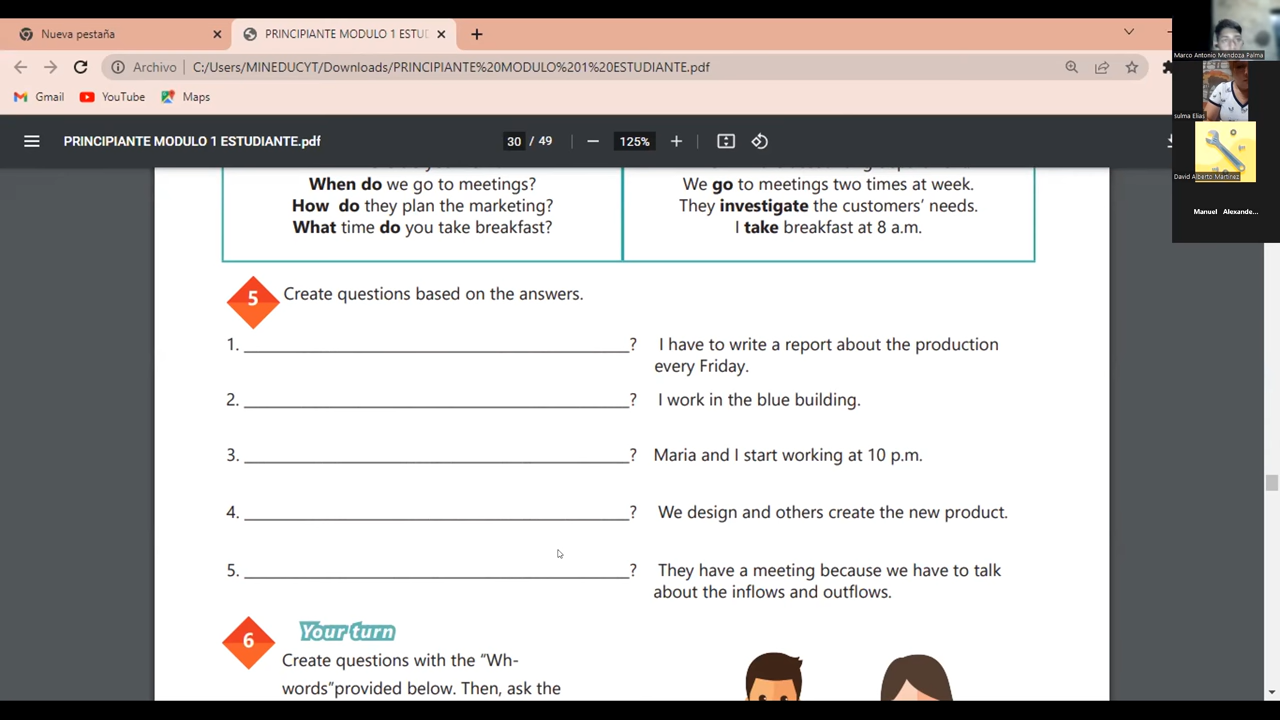 Nueva pestaña
PRINCIPIANTE MODULO 1 ESTU
Archivo
C:/Users/MINEDUCYT/Downloads/PRINCIPIANTE%20MODULO%201%20ESTUDIANTE.pdf
Gmail YouTube Maps
PRINCIPIANTE MODULO 1 ESTUDIANTE.pdf
30 / 49
125%
Marco Antonio Mendoza Palma
sulma Elias
David Alberto Martinez
Manuel Alexande...
When do we go to meetings?
How do they plan the marketing?
What time do you take breakfast?
We go to meetings two times at week.
They investigate the customers’ needs.
I take breakfast at 8 a.m.
5 Create questions based on the answers.
1. ? I have to write a report about the production
every Friday.
2. ? I work in the blue building.
3. ? Maria and I start working at 10 p.m.
4. ? We design and others create the new product.
5. ? They have a meeting because we have to talk
about the inflows and outflows.
6 Your turn
Create questions with the “Wh-
words”provided below. Then, ask the